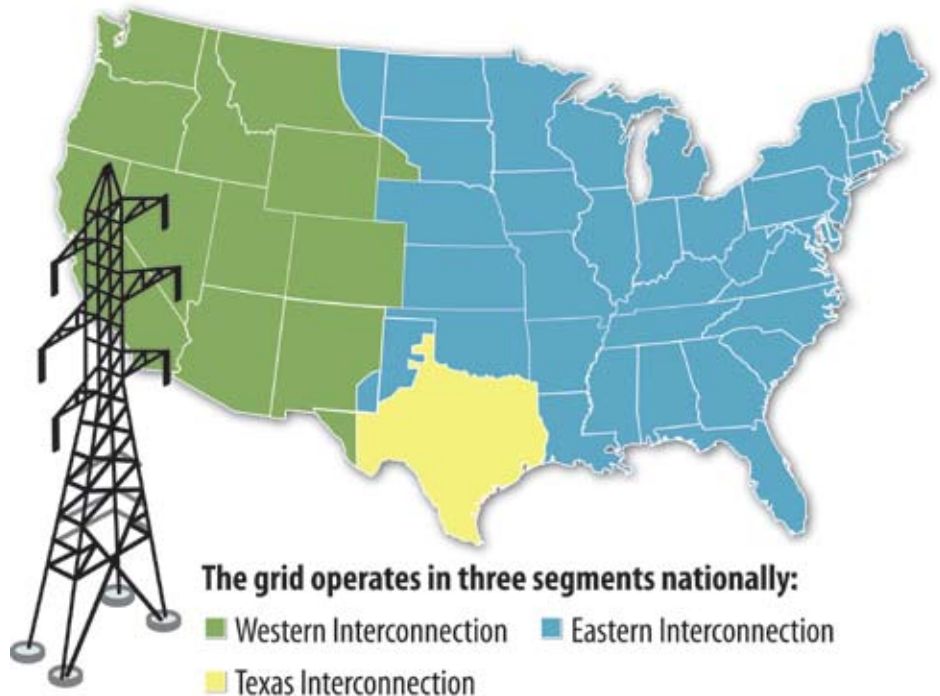 The grid operates in three segments nationally:
Western Interconnection
Eastern Interconnection
Texas Interconnection